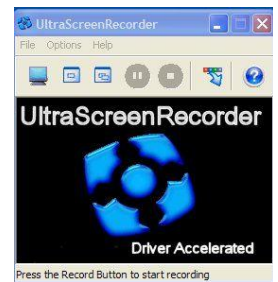 UltraScreenRecorder
File Options Help
UltraScreenRecorder
Driver Accelerated
Press the Record Button to start recording